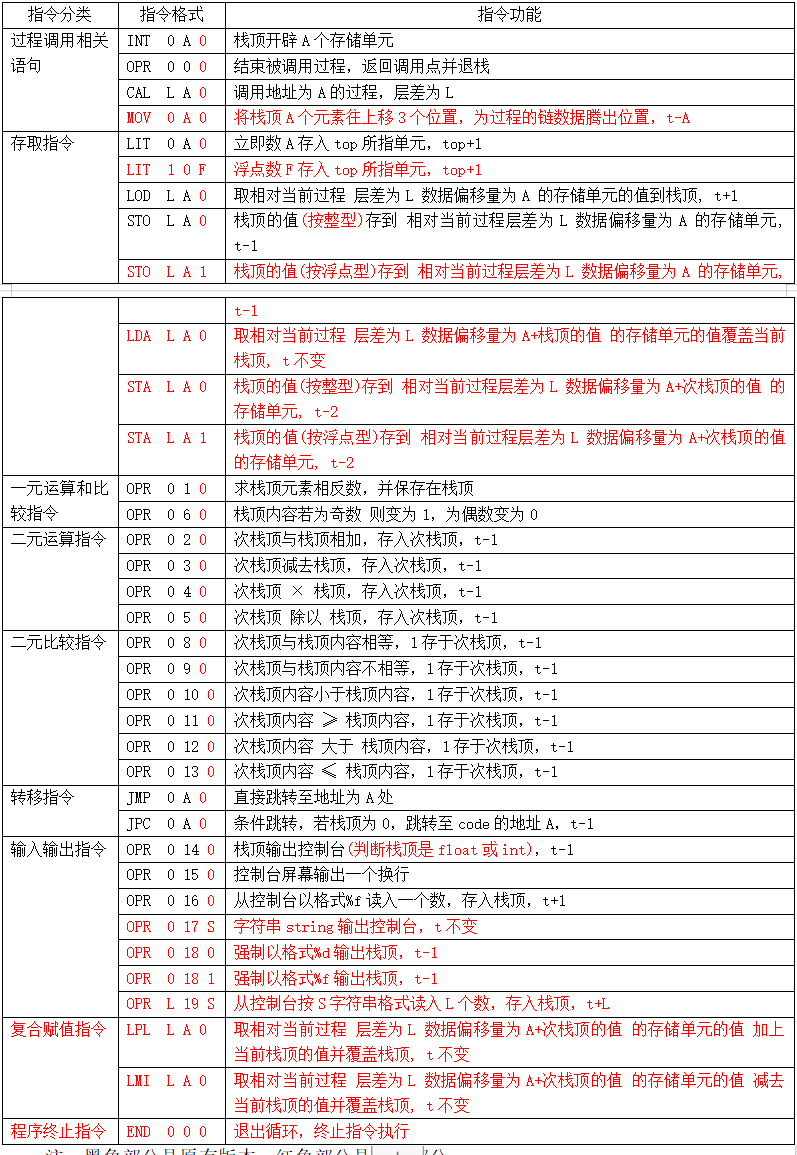 指令分类 指令格式 指令功能
过程调用相关 INT 0 A 0 栈顶开辟 A 个存储单元
语句 OPR 0 0 0 结束被调用过程，返回调用点并退栈
CAL L A 0 调用地址为 A 的过程，层差为 L
MOV 0 A 0 将栈顶 A 个元素往上移 3 个位置，为过程的链数据腾出位置，t-A
存取指令 LIT 0 A 0 立即数 A 存入 top 所指单元，top+1
LIT 1 0 F 浮点数 F 存入 top 所指单元，top+1
LOD L A 0 取相对当前过程 层差为 L 数据偏移量为 A 的存储单元的值到栈顶，t+1
STO L A 0 栈顶的值(按整型)存到 相对当前过程层差为 L 数据偏移量为 A 的存储单元，
t-1
STO L A 1 栈顶的值(按浮点型)存到 相对当前过程层差为 L 数据偏移量为 A 的存储单元，
t-1
LDA L A 0 取相对当前过程 层差为 L 数据偏移量为 A+栈顶的值 的存储单元的值覆盖当前
栈顶，t 不变
STA L A 0 栈顶的值(按整型)存到 相对当前过程层差为 L 数据偏移量为 A+次栈顶的值 的
存储单元，t-2
STA L A 1 栈顶的值(按浮点型)存到 相对当前过程层差为 L 数据偏移量为 A+次栈顶的值
的存储单元，t-2
一元运算和比 OPR 0 1 0 求栈顶元素相反数，并保存在栈顶
较指令 OPR 0 6 0 栈顶内容若为奇数 则变为 1，为偶数变为 0
二元运算指令 OPR 0 2 0 次栈顶与栈顶相加，存入次栈顶，t-1
OPR 0 3 0 次栈顶减去栈顶，存入次栈顶，t-1
OPR 0 4 0 次栈顶 × 栈顶，存入次栈顶，t-1
OPR 0 5 0 次栈顶 除以 栈顶，存入次栈顶，t-1
二元比较指令 OPR 0 8 0 次栈顶与栈顶内容相等，1 存于次栈顶，t-1
OPR 0 9 0 次栈顶与栈顶内容不相等，1 存于次栈顶，t-1
OPR 0 10 0 次栈顶内容小于栈顶内容，1 存于次栈顶，t-1
OPR 0 11 0 次栈顶内容 ≥ 栈顶内容，1 存于次栈顶，t-1
OPR 0 12 0 次栈顶内容 大于 栈顶内容，1 存于次栈顶，t-1
OPR 0 13 0 次栈顶内容 ≤ 栈顶内容，1 存于次栈顶，t-1
转移指令 JMP 0 A 0 直接跳转至地址为 A 处
JPC 0 A 0 条件跳转，若栈顶为 0，跳转至 code 的地址 A，t-1
输入输出指令 OPR 0 14 0 栈顶输出控制台(判断栈顶是 float 或 int)，t-1
OPR 0 15 0 控制台屏幕输出一个换行
OPR 0 16 0 从控制台以格式%f 读入一个数，存入栈顶，t+1
OPR 0 17 S 字符串 string 输出控制台，t 不变
OPR 0 18 0 强制以格式%d 输出栈顶，t-1
OPR 0 18 1 强制以格式%f 输出栈顶，t-1
OPR L 19 S 从控制台按 S 字符串格式读入 L 个数，存入栈顶，t+L
复合赋值指令 LPL L A 0 取相对当前过程 层差为 L 数据偏移量为 A+次栈顶的值 的存储单元的值 加上
当前栈顶的值并覆盖栈顶，t 不变
LMI L A 0 取相对当前过程 层差为 L 数据偏移量为 A+次栈顶的值 的存储单元的值 减去
当前栈顶的值并覆盖栈顶，t 不变
程序终止指令 END 0 0 0 退出循环，终止指令执行